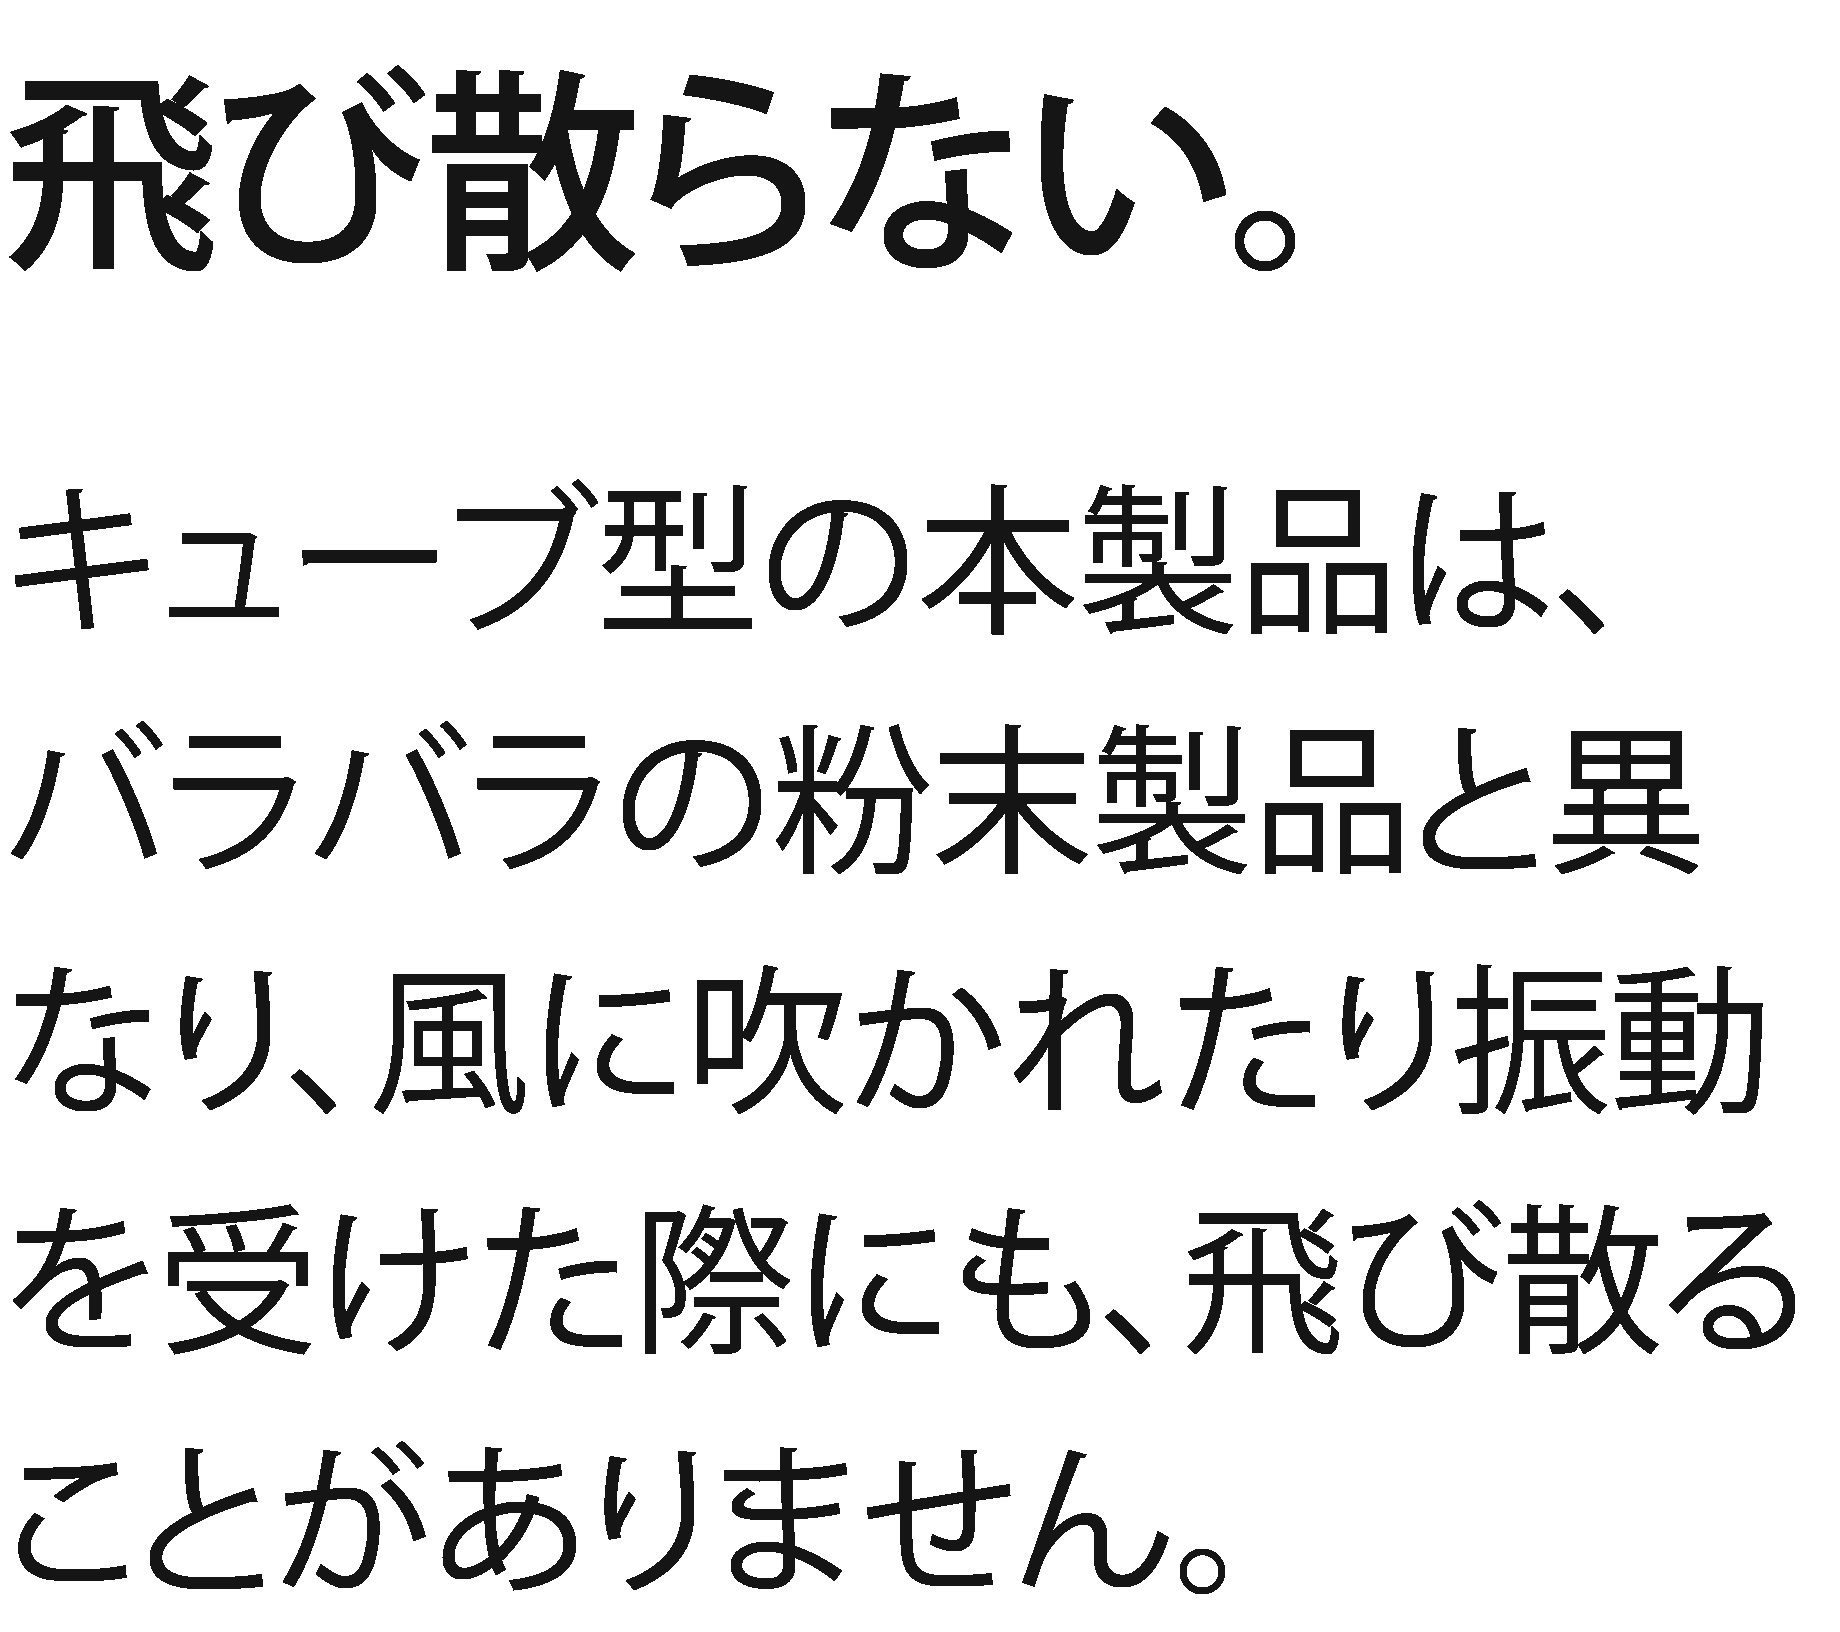 飛び散らない。
キューブ型の本製品は、
バラバラの粉末製品と異
なり、風に吹かれたり振動
を受けた際にも、飛び散る
ことがありません。